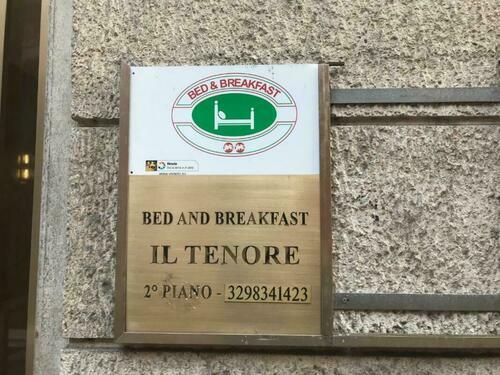 BED & BREAKFAST
BED AND BREAKFAST
IL TENORE
2° PIANO - 3298341423